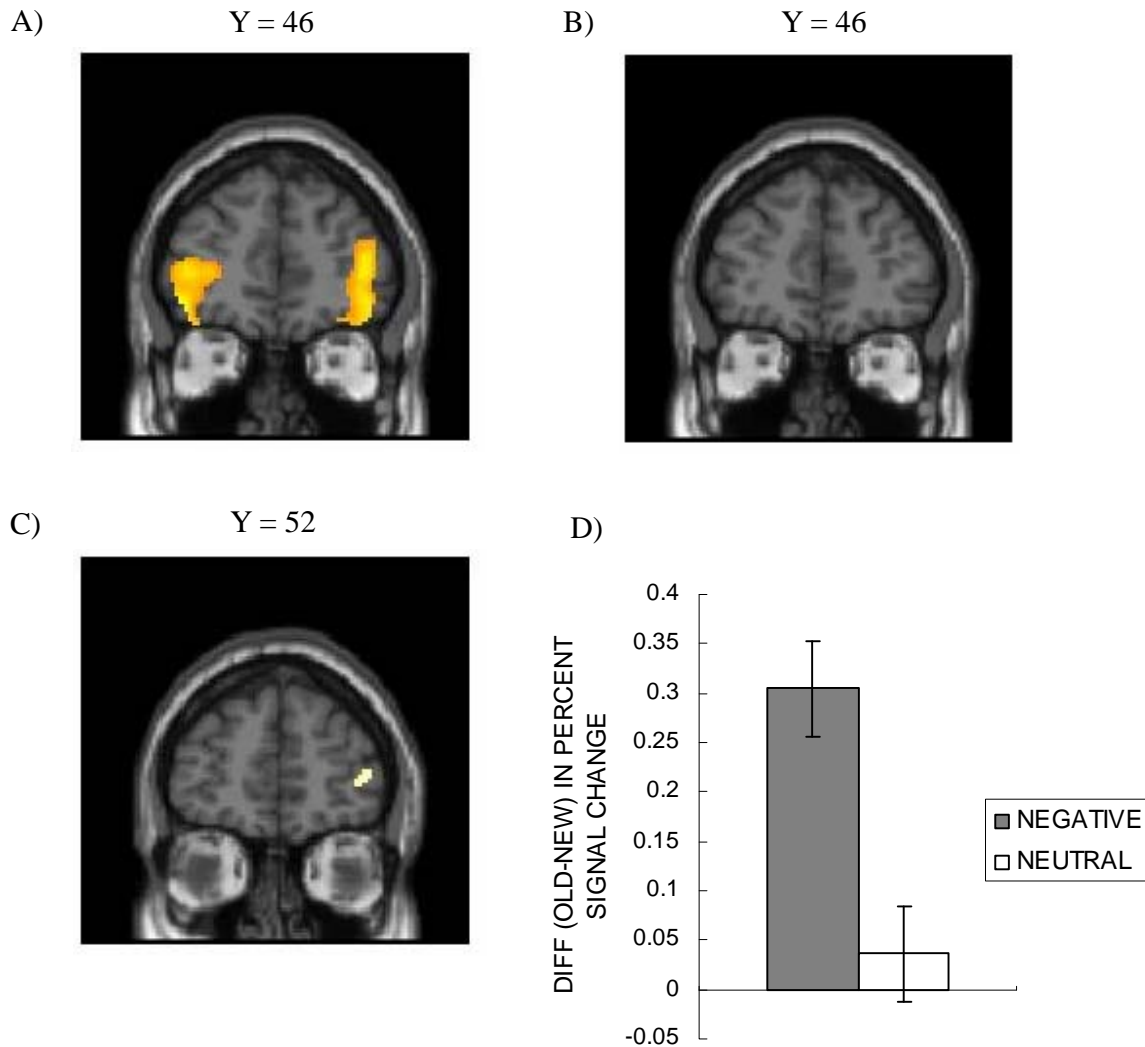 A)
Y = 46
B)
Y = 46
C)
Y = 52
D)
DIFF (OLD-NEW) IN PERCENT
SIGNAL CHANGE
0.4
0.35
0.3
0.25
0.2
0.15
0.1
0.05
0
-0.05
NEGATIVE
NEUTRAL